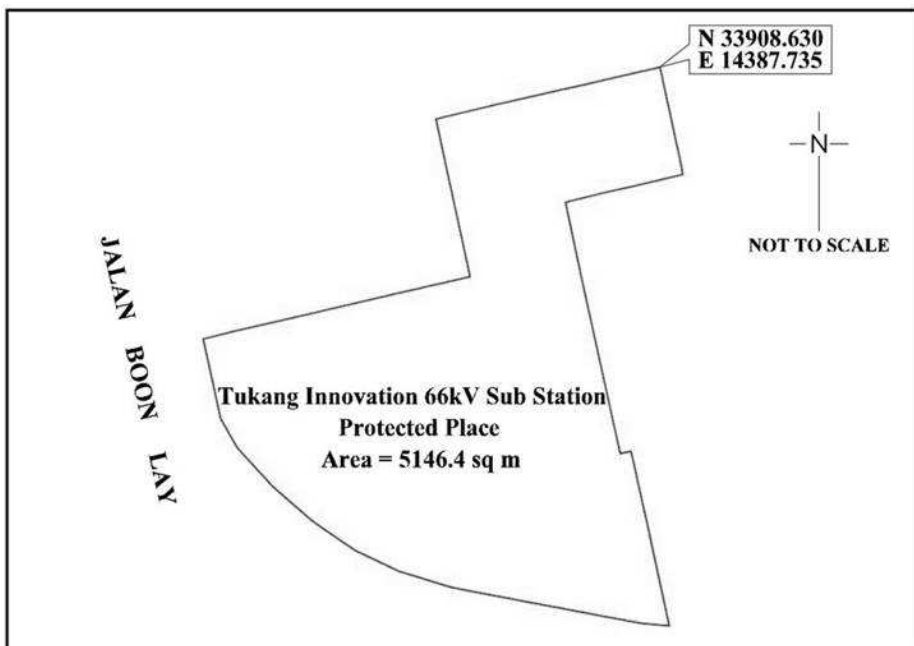 N 33908.630
E 14387.735
N
NOT TO SCALE
JALAN BOON LAY
Tukang Innovation 66kV Sub Station
Protected Place
Area = 5146.4 sq m